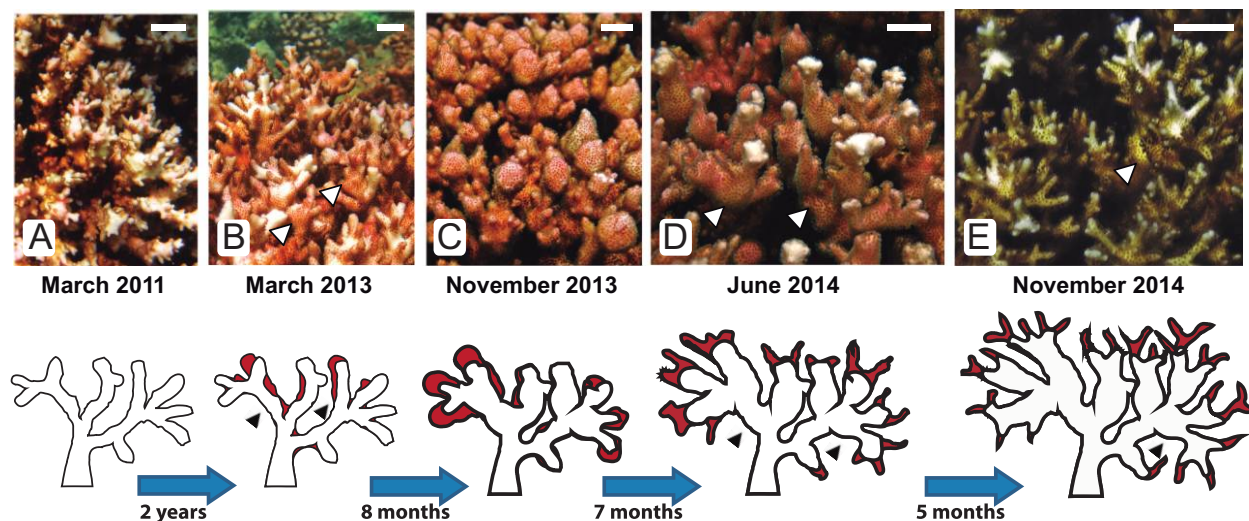 A
B
C
D
E
March 2011
March 2013
November 2013
June 2014
November 2014
2 years
8 months
7 months
5 months